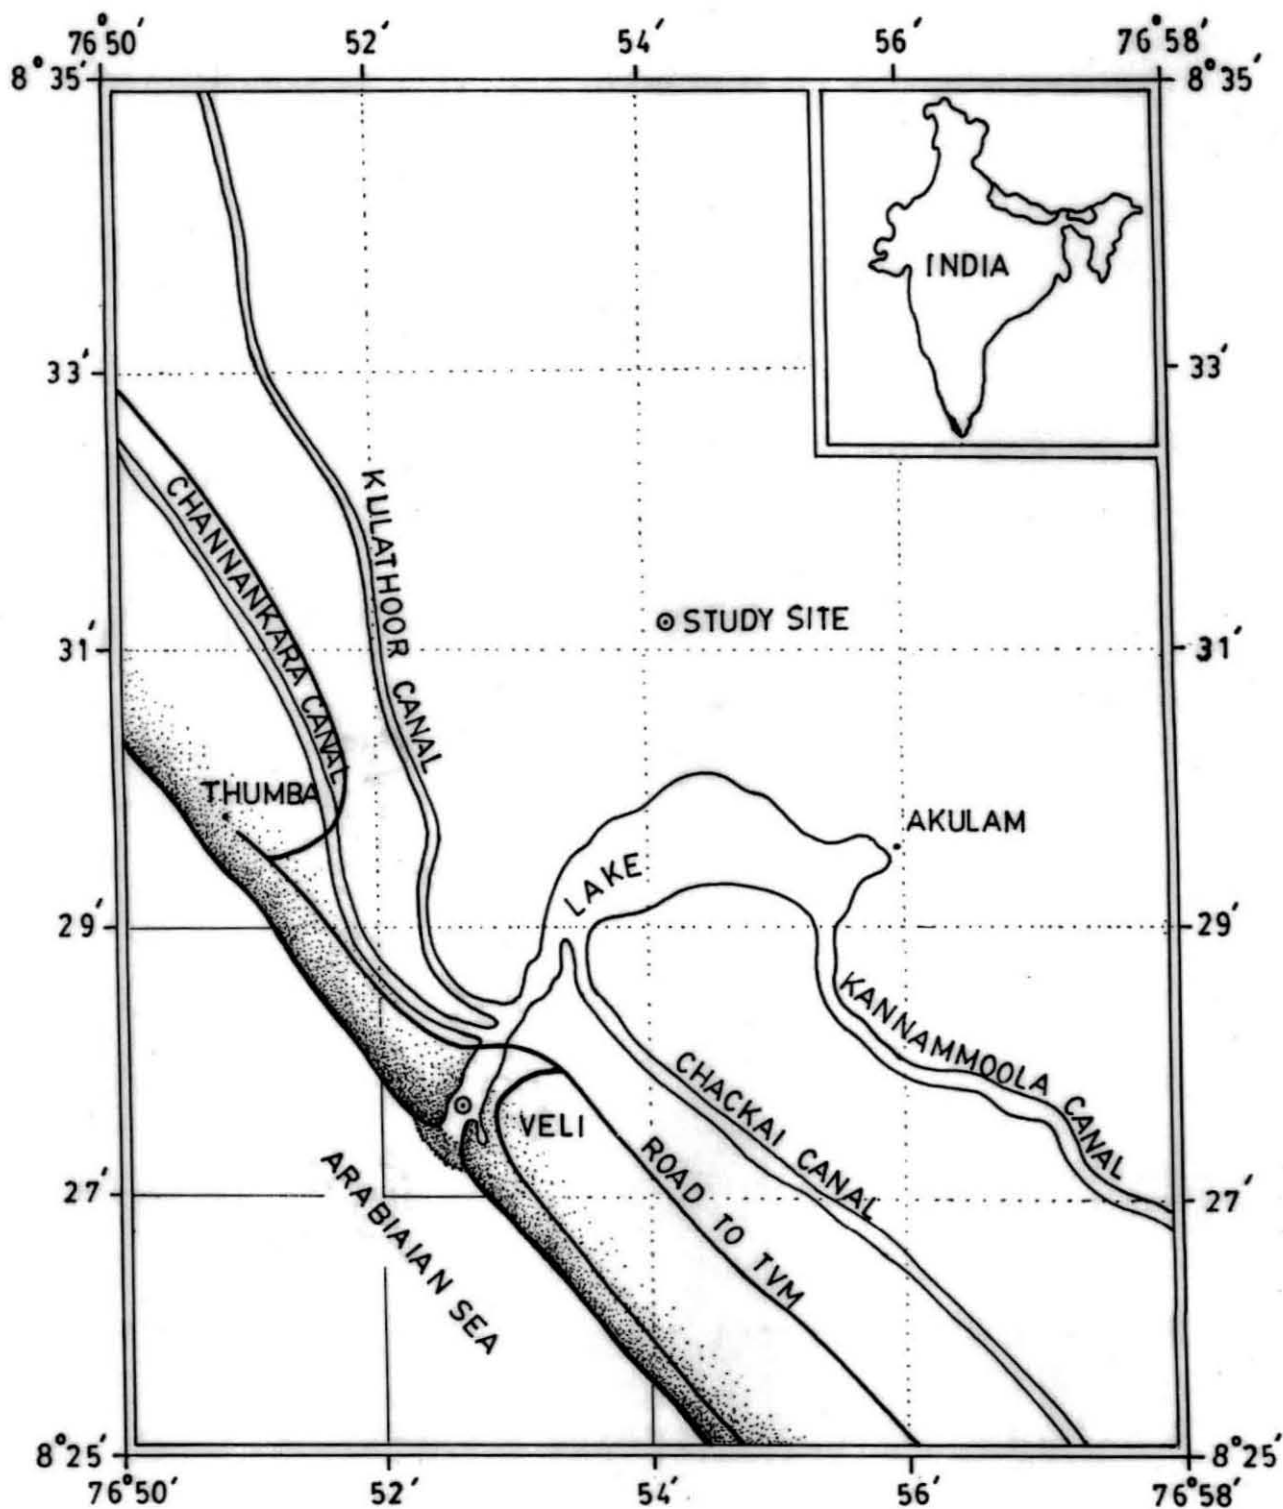 76°50′ 52′ 54′ 56′ 76°58′
8°35′ 8°35′
INDIA
33′ 33′
CHANNANKARA CANAL
KULATHOOR CANAL
STUDY SITE
31′ 31′
THUMBA
AKULAM
LAKE
29′ 29′
KANNAMMOOLA CANAL
CHACKAI CANAL
VELI
ROAD TO TVM
27′ 27′
ARABIAIAN SEA
8°25′ 8°25′
76°50′ 52′ 54′ 56′ 76°58′